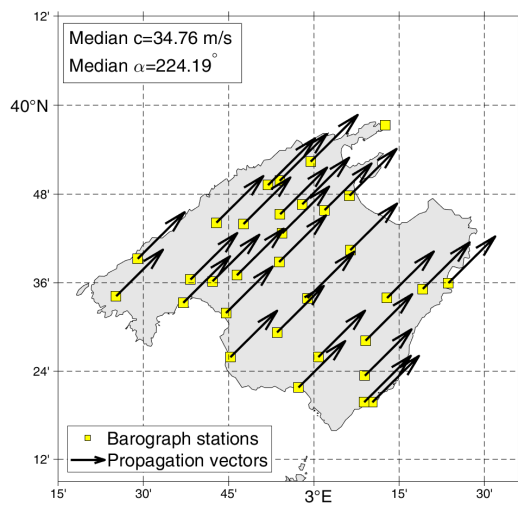 12'
Median c=34.76 m/s
Median α=224.19°
40°N
48'
36'
24'
12'
Barograph stations
Propagation vectors
15' 30' 45' 3°E 15' 30'